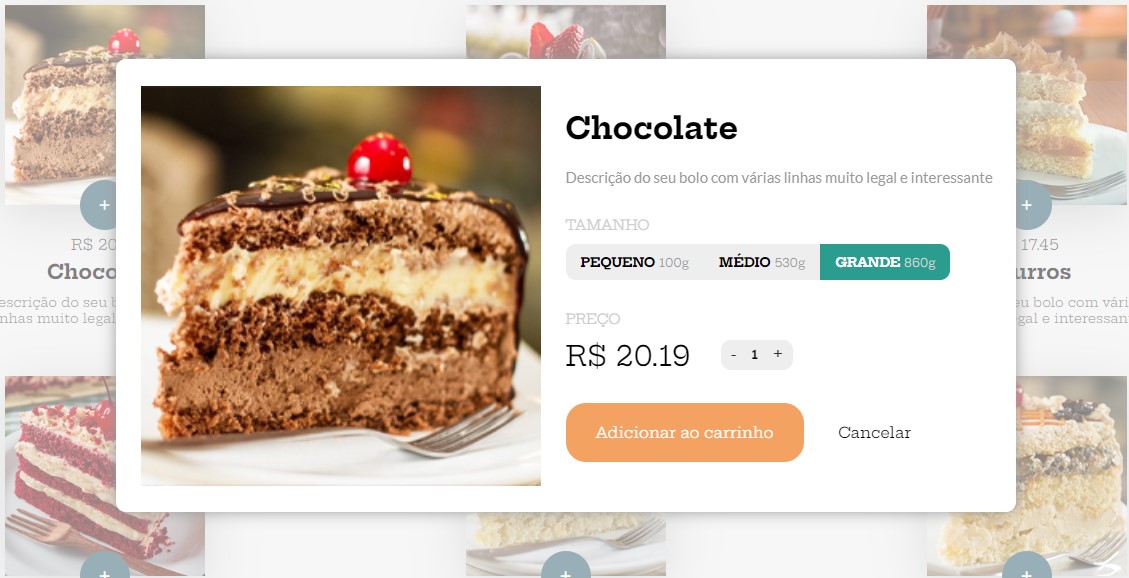 Chocolate
Descrição do seu bolo com várias linhas muito legal e interessante
TAMANHO
PEQUENO 100g MÉDIO 530g GRANDE 860g
PREÇO
R$ 20.19 - 1 +
Adicionar ao carrinho Cancelar
+ +
R$ 20 17.45
Choco urros
escrição do seu b eu bolo com vári
nhas muito legal egal e interessan
+ + +